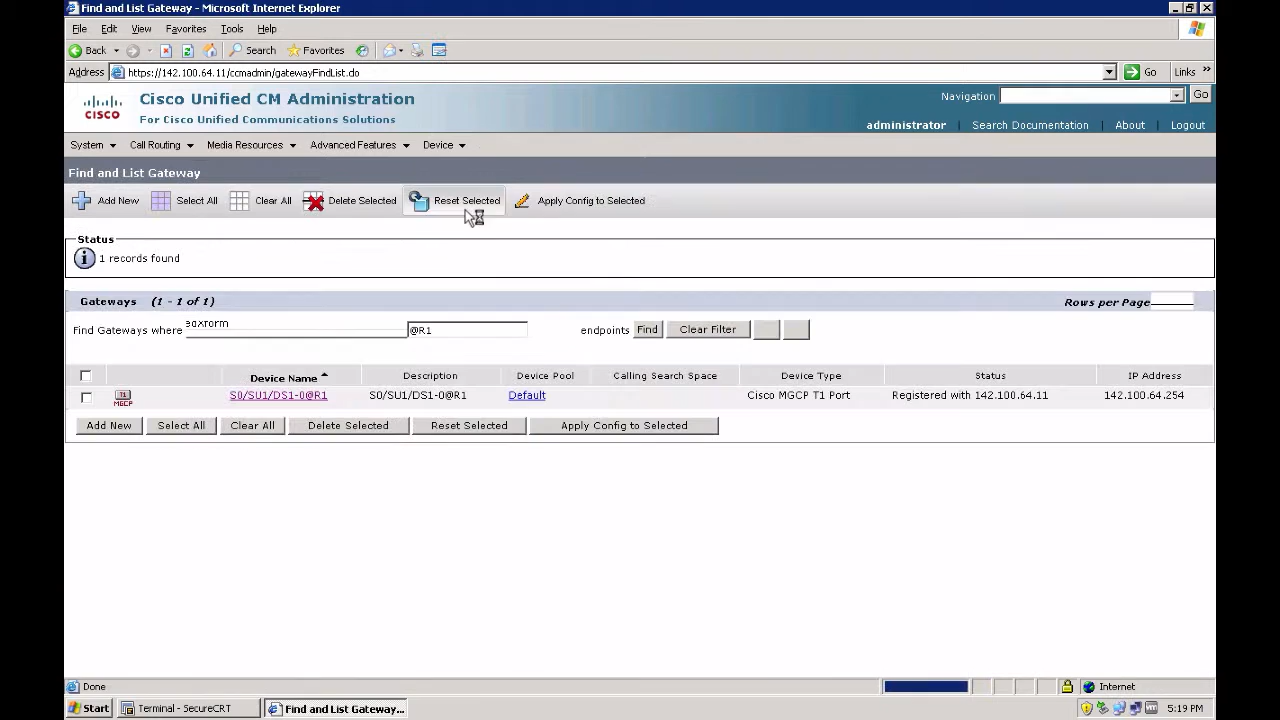 Find and List Gateway - Microsoft Internet Explorer
File Edit View Favorites Tools Help
Back Search Favorites
Address https://142.100.64.11/ccmadmin/gatewayFindList.do Go Links »
CISCO
Cisco Unified CM Administration
For Cisco Unified Communications Solutions
Navigation Go
administrator | Search Documentation | About | Logout
System Call Routing Media Resources Advanced Features Device
Find and List Gateway
Add New Select All Clear All Delete Selected Reset Selected Apply Config to Selected
Status
1 records found
Gateways (1 - 1 of 1) Rows per Page
Find Gateways where @R1 endpoints Find Clear Filter
Device Name Description Device Pool Calling Search Space Device Type Status IP Address
T1 MGCP S0/SU1/DS1-0@R1 S0/SU1/DS1-0@R1 Default Cisco MGCP T1 Port Registered with 142.100.64.11 142.100.64.254
Add New Select All Clear All Delete Selected Reset Selected Apply Config to Selected
Done Internet
Start Terminal - SecureCRT Find and List Gateway... 5:19 PM